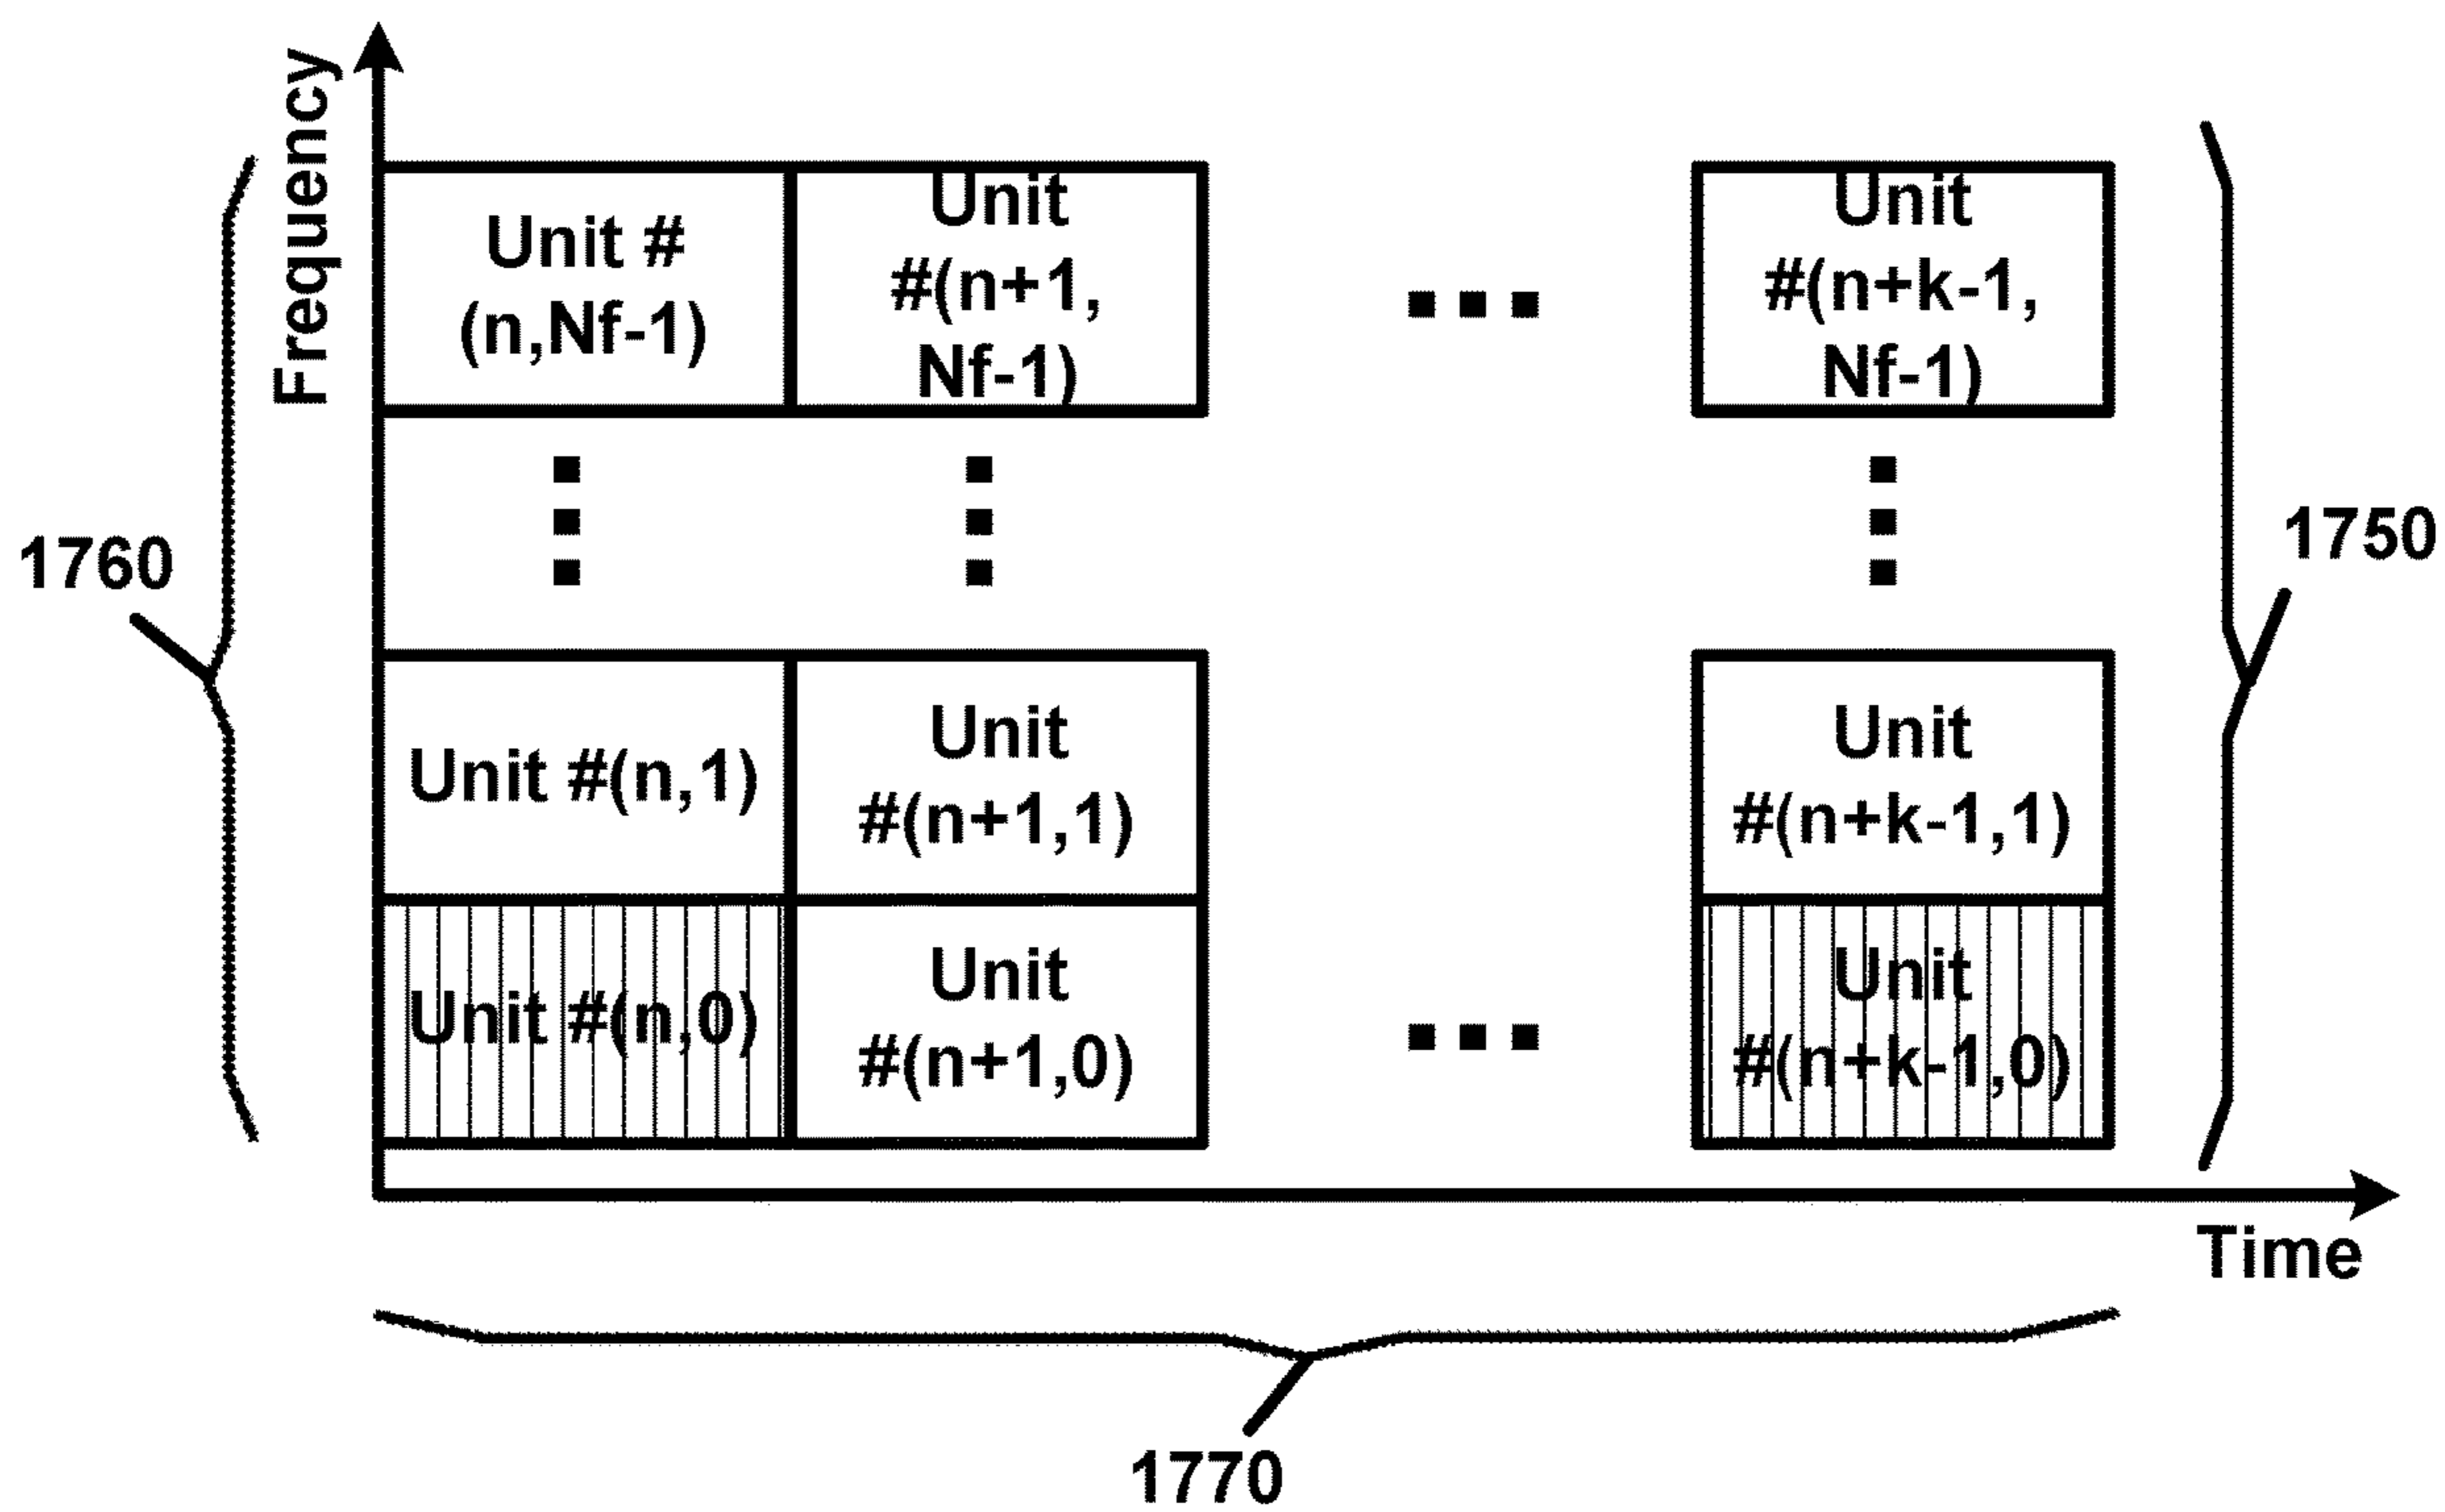 Frequency
Unit #
(n,Nf-1)
Unit
#(n+1,
Nf-1)
Unit
#(n+k-1,
Nf-1)
1760
1750
Unit #(n,1)
Unit
#(n+1,1)
Unit
#(n+k-1,1)
Unit #(n,0)
Unit
#(n+1,0)
Unit
#(n+k-1,0)
Time
1770